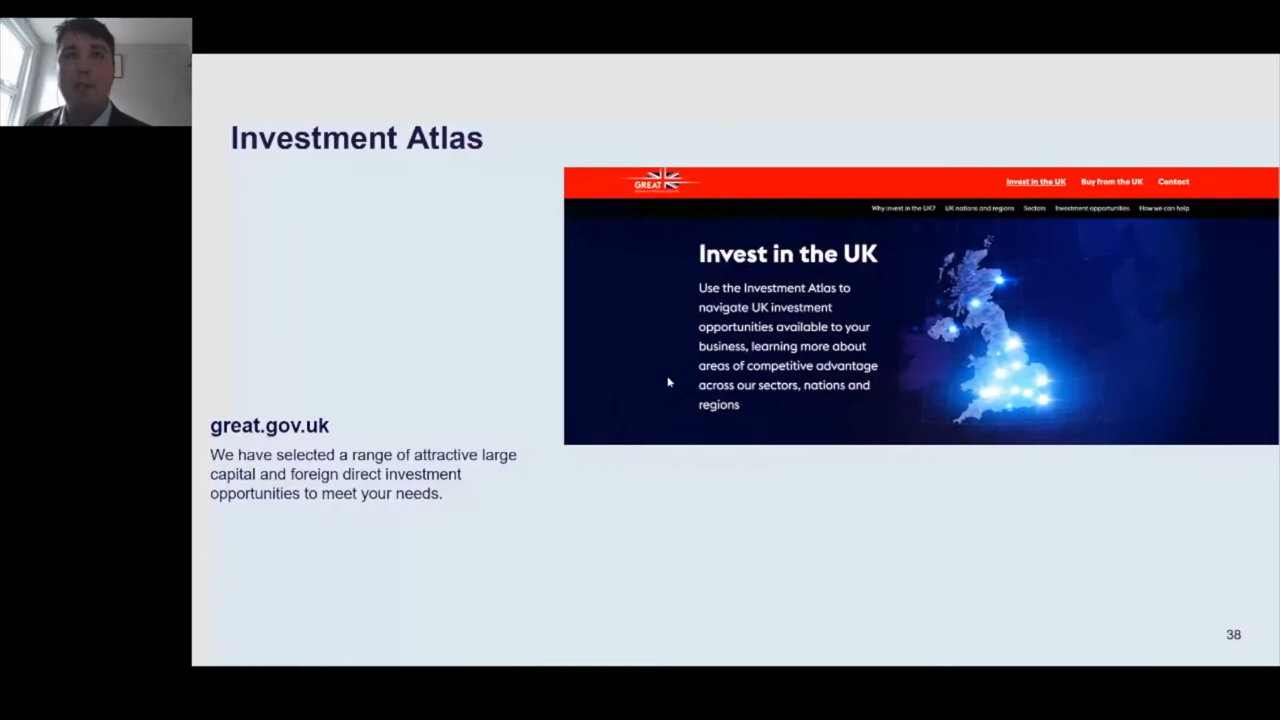 Investment Atlas
GREAT
Invest in the UK Buy from the UK Contact
Why invest in the UK? UK nations and regions Sectors Investment opportunities How we can help
Invest in the UK
Use the Investment Atlas to
navigate UK investment
opportunities available to your
business, learning more about
areas of competitive advantage
across our sectors, nations and
regions
great.gov.uk
We have selected a range of attractive large
capital and foreign direct investment
opportunities to meet your needs.
38